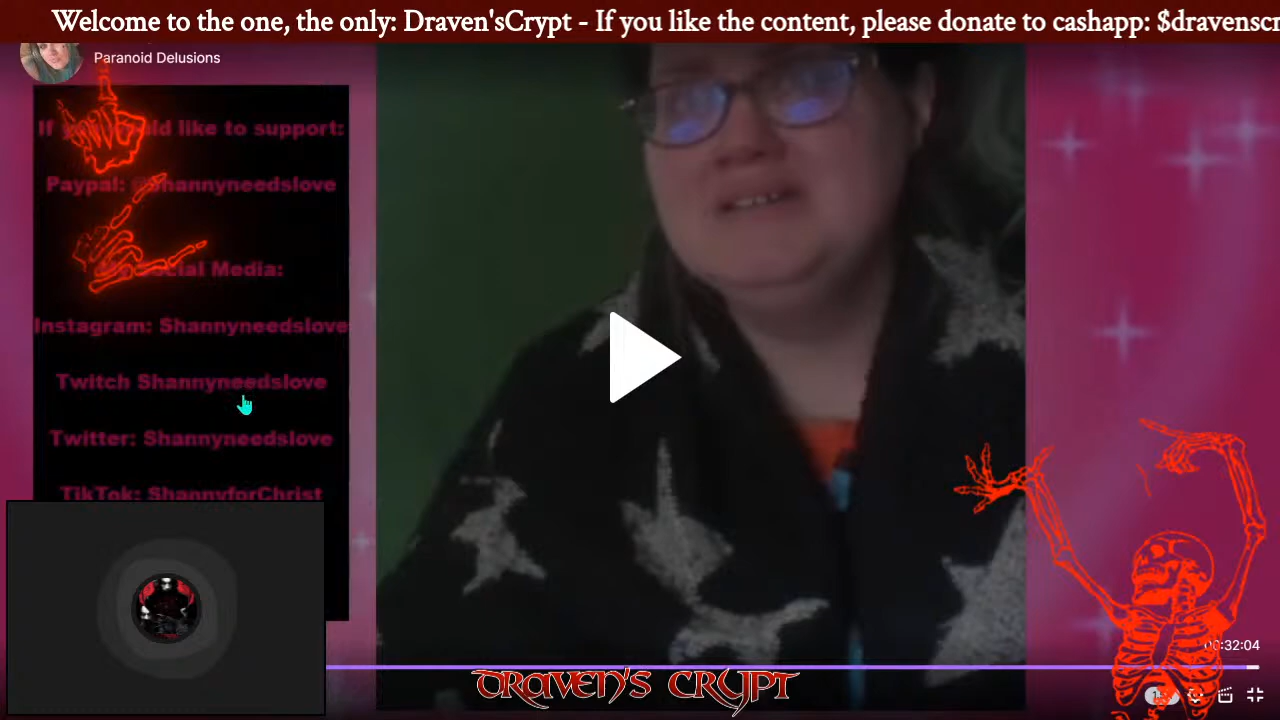 Welcome to the one, the only: Draven'sCrypt - If you like the content, please donate to cashapp: $dravenscr
Paranoid Delusions
If you would like to support:
Paypal: @Shannyneedslove
Social Media:
Instagram: Shannyneedslove
Twitch Shannyneedslove
Twitter: Shannyneedslove
TikTok: ShannyforChrist
:32:04
DRAVEN'S CRYPT